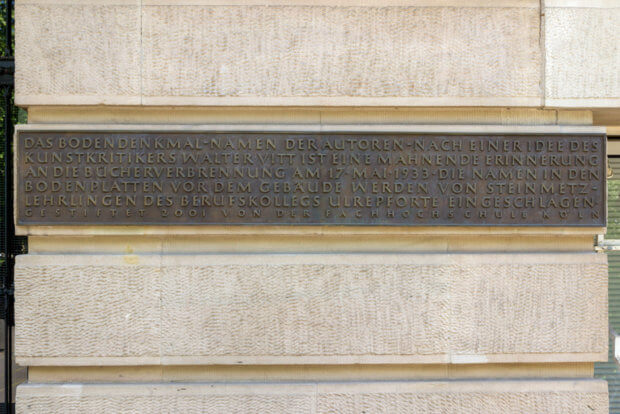 DAS BODENDENKMAL-NAMEN DER AUTOREN-NACH EINER IDEE DES
KUNSTKRITIKERS WALTER VITT IST EINE MAHNENDE ERINNERUNG
AN DIE BÜCHERVERBRENNUNG AM 17·MAI·1933-DIE NAMEN IN DEN
BODENPLATTEN VOR DEM GEBÄUDE WERDEN VON STEINMETZ-
LEHRLINGEN DES BERUFSKOLLEGS ULREPFORTE EINGESCHLAGEN·
GESTIFTET 2001 VON DER FACHHOCHSCHULE KÖLN